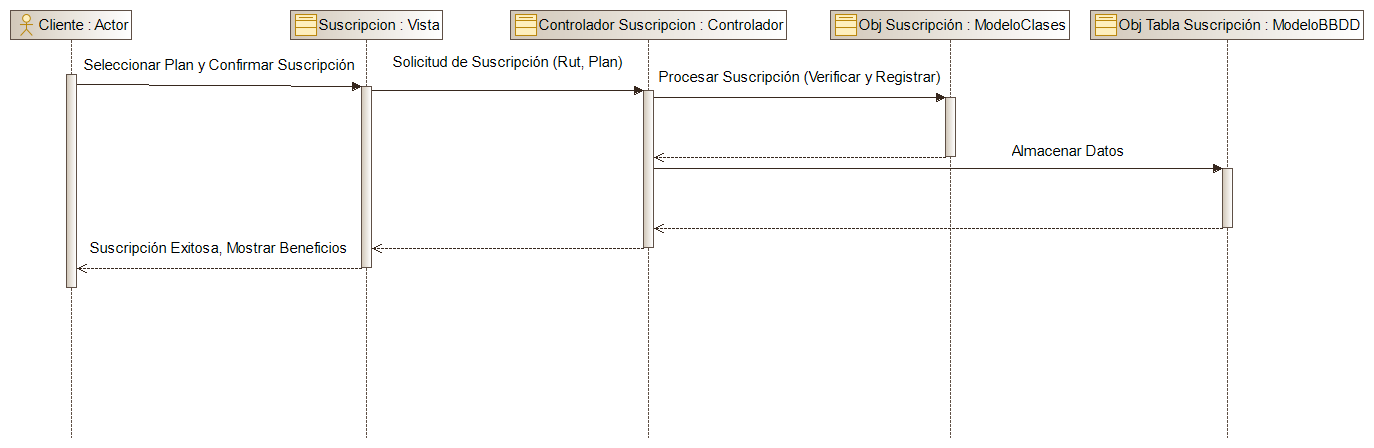 Cliente : Actor
Suscripcion : Vista
Controlador Suscripcion : Controlador
Obj Suscripción : ModeloClases
Obj Tabla Suscripción : ModeloBBDD
Seleccionar Plan y Confirmar Suscripción
Solicitud de Suscripción (Rut, Plan)
Procesar Suscripción (Verificar y Registrar)
Almacenar Datos
Suscripción Exitosa, Mostrar Beneficios